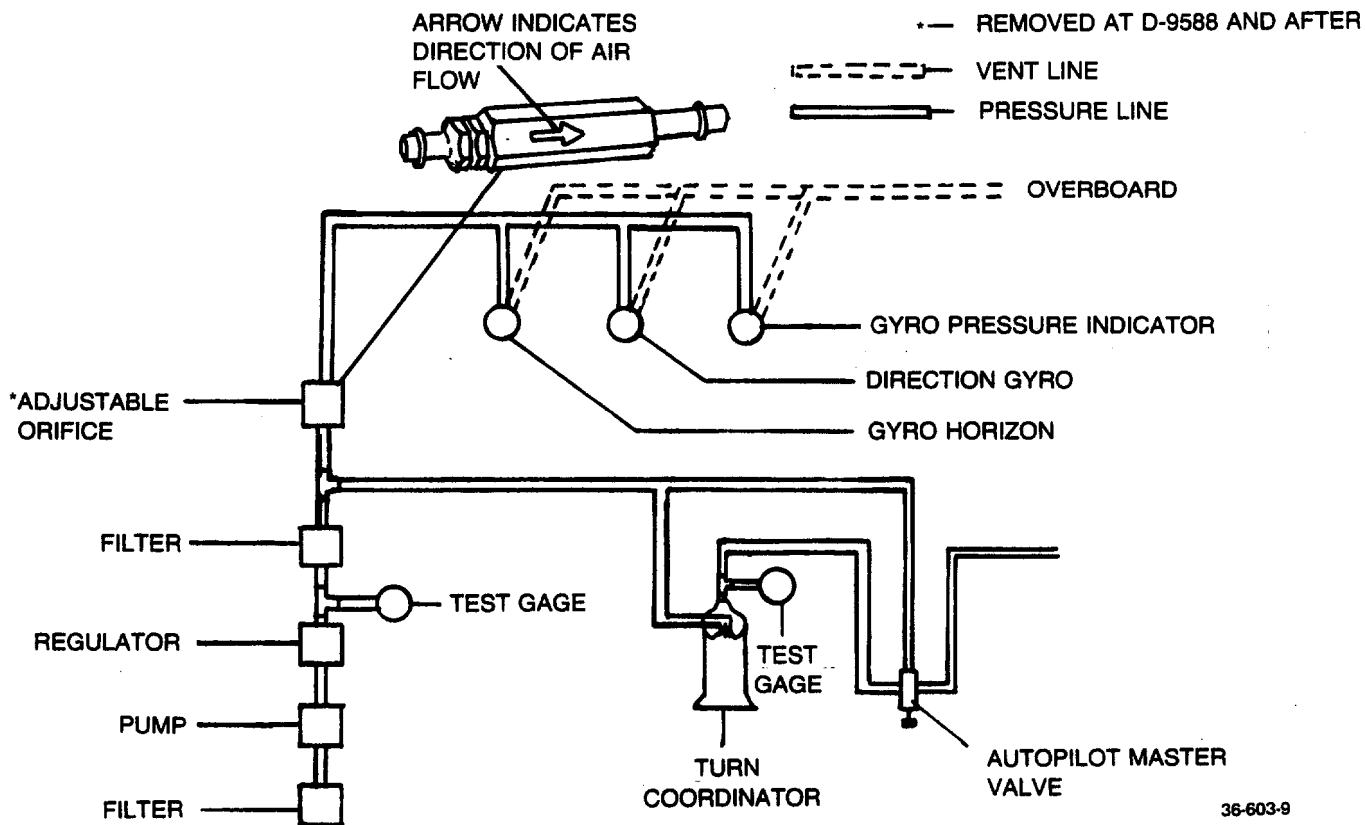 ARROW INDICATES
DIRECTION OF AIR
FLOW
*— REMOVED AT D-9588 AND AFTER
VENT LINE
PRESSURE LINE
OVERBOARD
GYRO PRESSURE INDICATOR
DIRECTION GYRO
GYRO HORIZON
*ADJUSTABLE
ORIFICE
FILTER
TEST GAGE
REGULATOR
PUMP
FILTER
TEST
GAGE
TURN
COORDINATOR
AUTOPILOT MASTER
VALVE
36-603-9